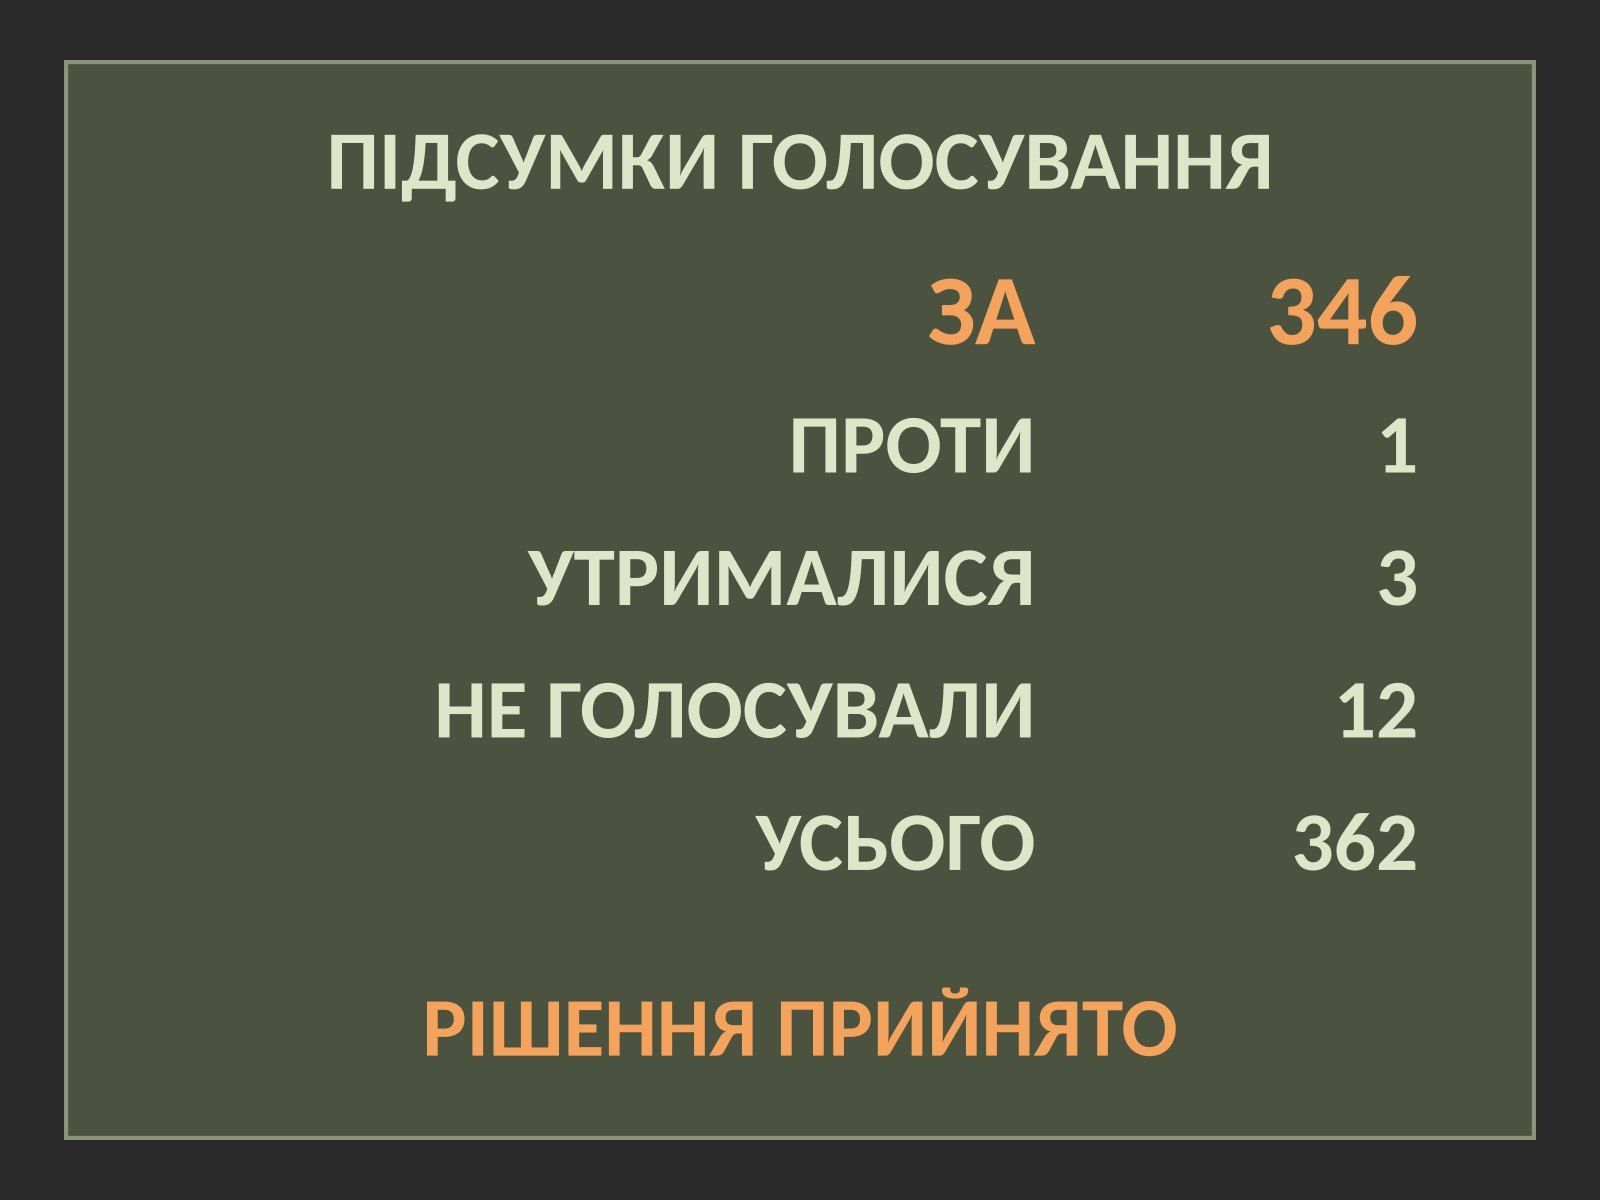 ПІДСУМКИ ГОЛОСУВАННЯ
ЗА 346
ПРОТИ 1
УТРИМАЛИСЯ 3
НЕ ГОЛОСУВАЛИ 12
УСЬОГО 362
РІШЕННЯ ПРИЙНЯТО